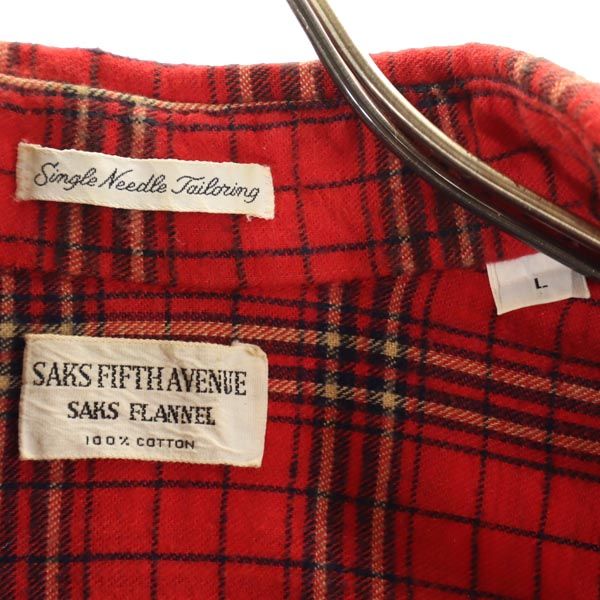 Single Needle Tailoring
L
SAKS FIFTH AVENUE
SAKS FLANNEL
100% COTTON